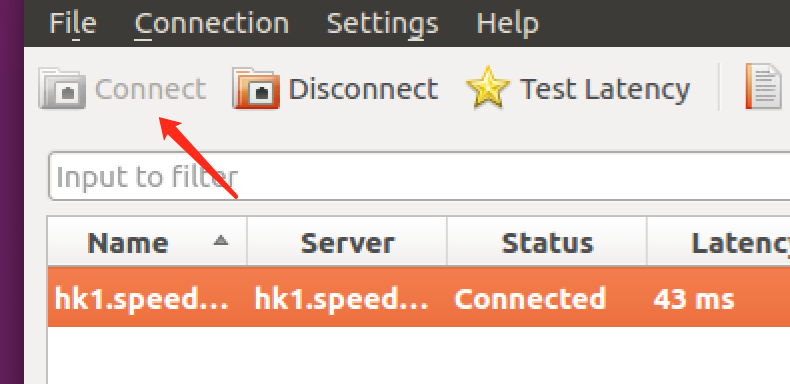 File Connection Settings Help
Connect Disconnect Test Latency
Input to filter
Name Server Status Latency
hk1.speed... hk1.speed... Connected 43 ms